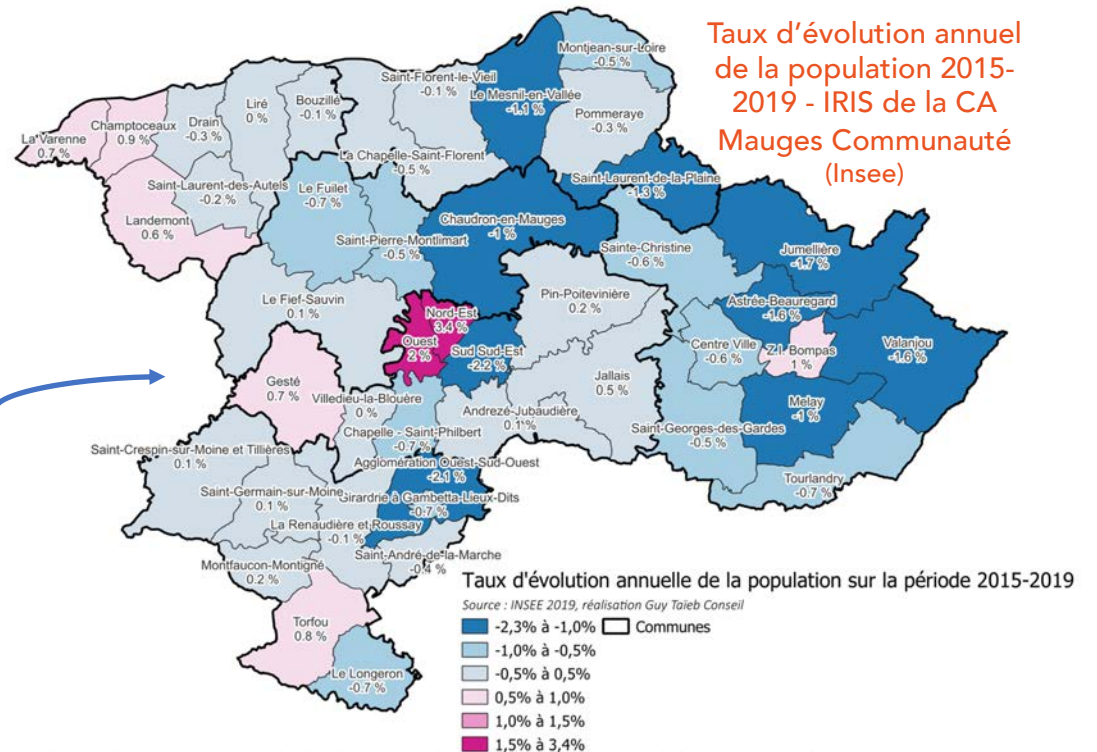 Taux d’évolution annuel
de la population 2015-
2019 - IRIS de la CA
Mauges Communauté
(Insee)
Montjean-sur-Loire
-0.5 %
Saint-Florent-le-Vieil
-0.1 %
Le Mesnil-en-Vallée
-1.1 %
Pommeraye
-0.3 %
Bouzillé
-0.1 %
Liré
0 %
Drain
-0.3 %
Champtoceaux
0.9 %
La Varenne
0.7 %
La Chapelle-Saint-Florent
-0.5 %
Saint-Laurent-des-Autels
-0.2 %
Le Fuilet
-0.7 %
Saint-Laurent-de-la-Plaine
-1.3 %
Landemont
0.6 %
Chaudron-en-Mauges
-1 %
Saint-Pierre-Montlimart
-0.5 %
Sainte-Christine
-0.6 %
Jumellière
-1.7 %
Le Fief-Sauvin
0.1 %
Pin-Poitevinière
0.2 %
Astrée-Beauregard
-1.6 %
Nord-Est
3.4 %
Ouest
2 %
Sud Sud-Est
-2.2 %
Centre Ville
-0.6 %
Z.I. Bompas
1 %
Valanjou
-1.6 %
Gesté
0.7 %
Jallais
0.5 %
Villedieu-la-Blouère
0 %
Melay
-1 %
Andrezé-Jubaudière
0.1 %
Chapelle - Saint-Philbert
-0.7 %
Saint-Georges-des-Gardes
-0.5 %
Saint-Crespin-sur-Moine et Tillières
0.1 %
Agglomération Ouest-Sud-Ouest
-2.1 %
Tourlandry
-0.7 %
Saint-Germain-sur-Moine
0.1 %
Girardrie à Gambetta-Lieux-Dits
-0.7 %
La Renaudière et Roussay
-0.1 %
Saint-André-de-la-Marche
-0.4 %
Montfaucon-Montigné
0.2 %
Torfou
0.8 %
Le Longeron
-0.7 %
Taux d'évolution annuelle de la population sur la période 2015-2019
Source : INSEE 2019, réalisation Guy Taïeb Conseil
-2,3% à -1,0% Communes
-1,0% à -0,5%
-0,5% à 0,5%
0,5% à 1,0%
1,0% à 1,5%
1,5% à 3,4%